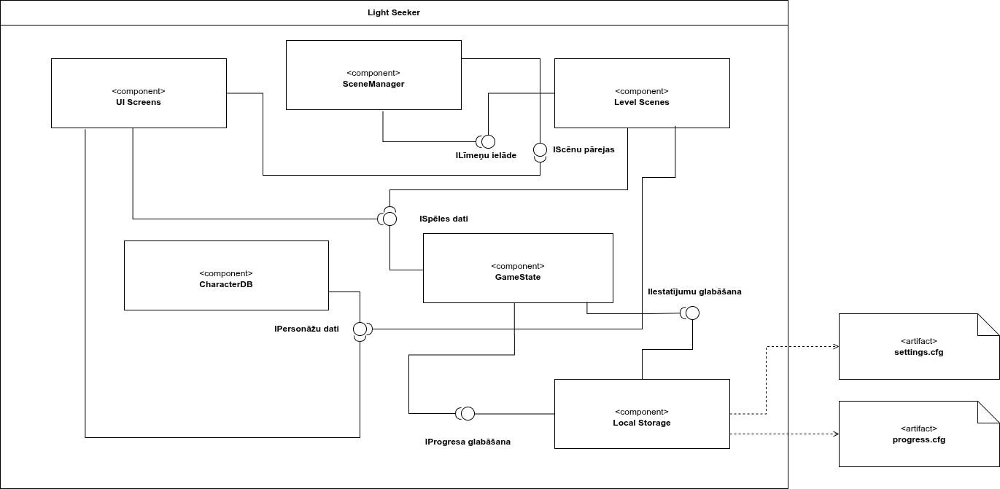 Light Seeker
<component>
UI Screens
<component>
SceneManager
<component>
Level Scenes
ILīmeņu ielāde
IScēnu pārejas
ISpēles dati
<component>
CharacterDB
<component>
GameState
IIestatījumu glabāšana
IPersonāžu dati
<artifact>
settings.cfg
<component>
Local Storage
IProgresa glabāšana
<artifact>
progress.cfg